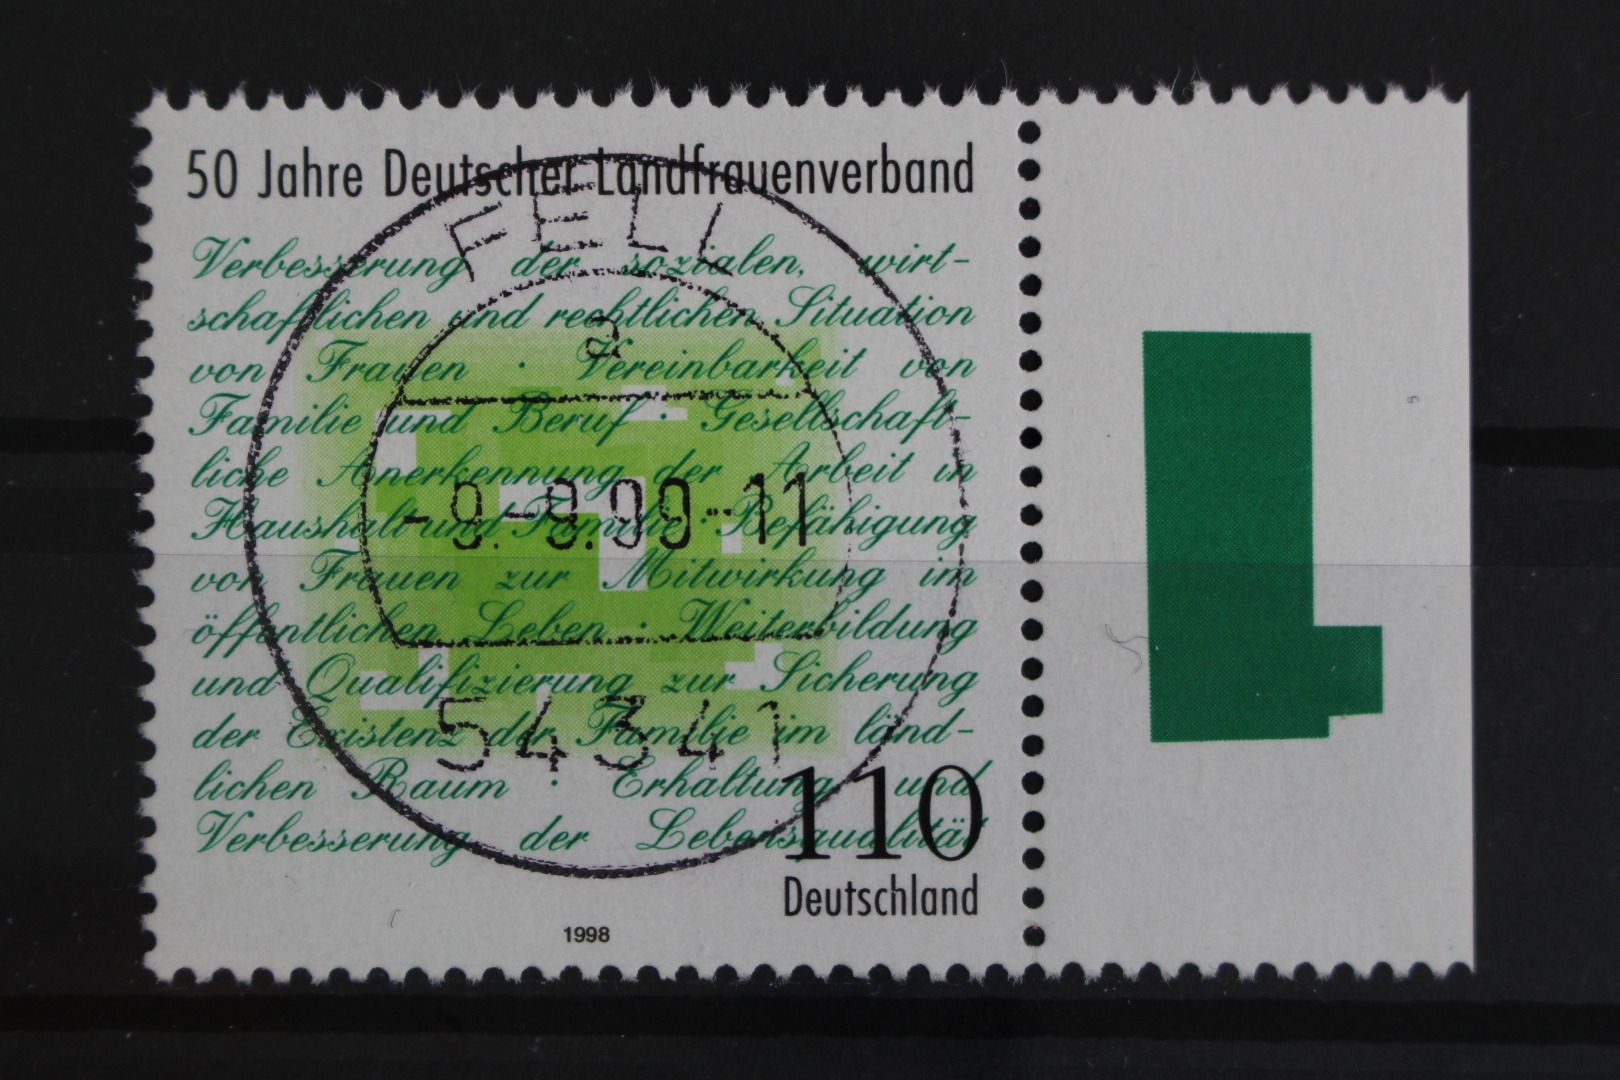 50 Jahre Deutscher Landfrauenverband
FELL
Verbesserung der sozialen, wirt-
schaftlichen und rechtlichen Situation
a
von Frauen · Vereinbarkeit von
Familie und Beruf · Gesellschaft-
liche Anerkennung der Arbeit in
-9.-9.99-11
Haushalt und Familie · Befähigung
von Frauen zur Mitwirkung im
öffentlichen Leben · Weiterbildung
und Qualifizierung zur Sicherung
54341
der Existenz der Familie im länd-
lichen Raum · Erhaltung und
Verbesserung der Lebensqualität
110
Deutschland
1998